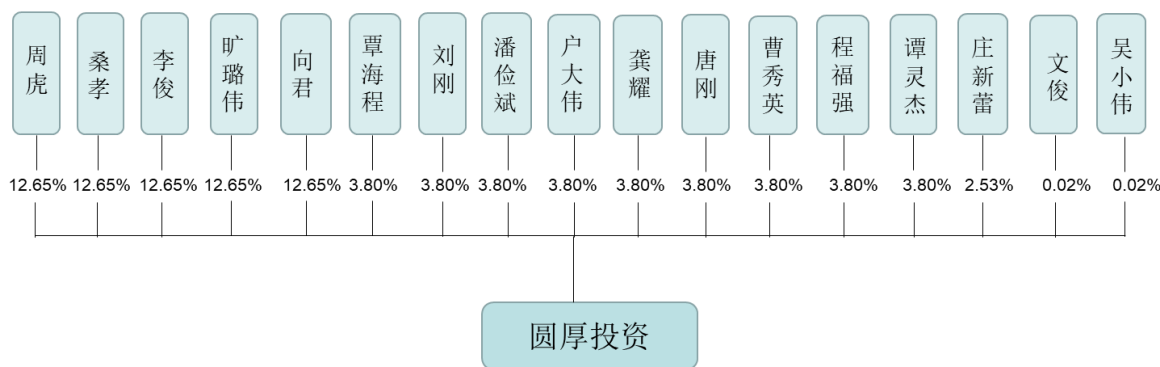 周虎
桑孝
李俊
旷璐伟
向君
覃海程
刘刚
潘俭斌
户大伟
龚耀
唐刚
曹秀英
程福强
谭灵杰
庄新蕾
文俊
吴小伟
12.65%
12.65%
12.65%
12.65%
12.65%
3.80%
3.80%
3.80%
3.80%
3.80%
3.80%
3.80%
3.80%
3.80%
2.53%
0.02%
0.02%
圆厚投资